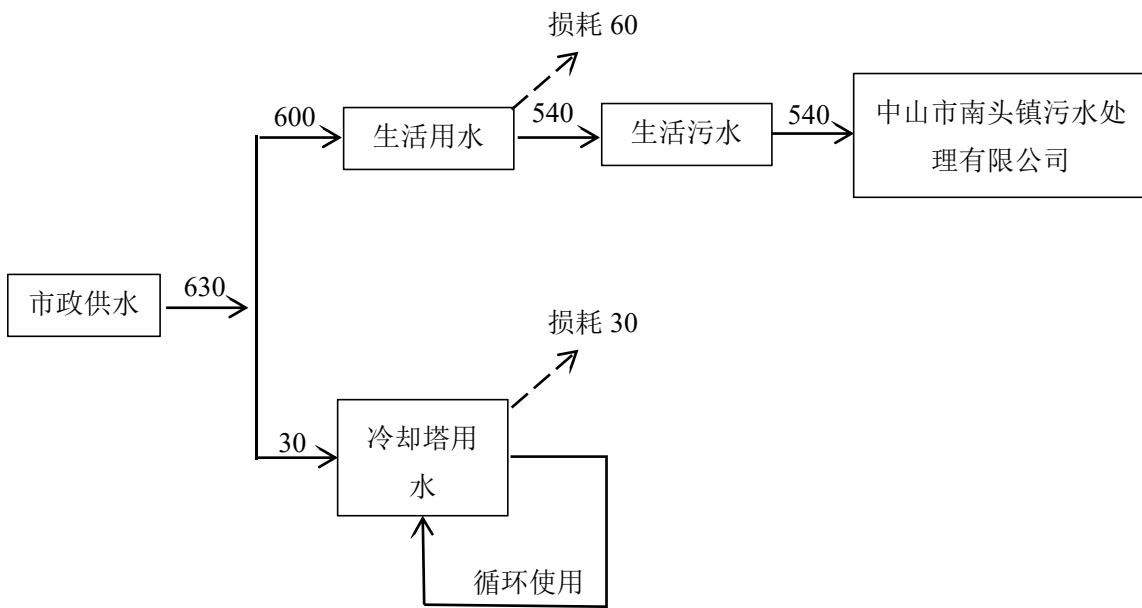 损耗 60
600
生活用水
540
生活污水
540
中山市南头镇污水处
理有限公司
市政供水
630
损耗 30
30
冷却塔用
水
循环使用